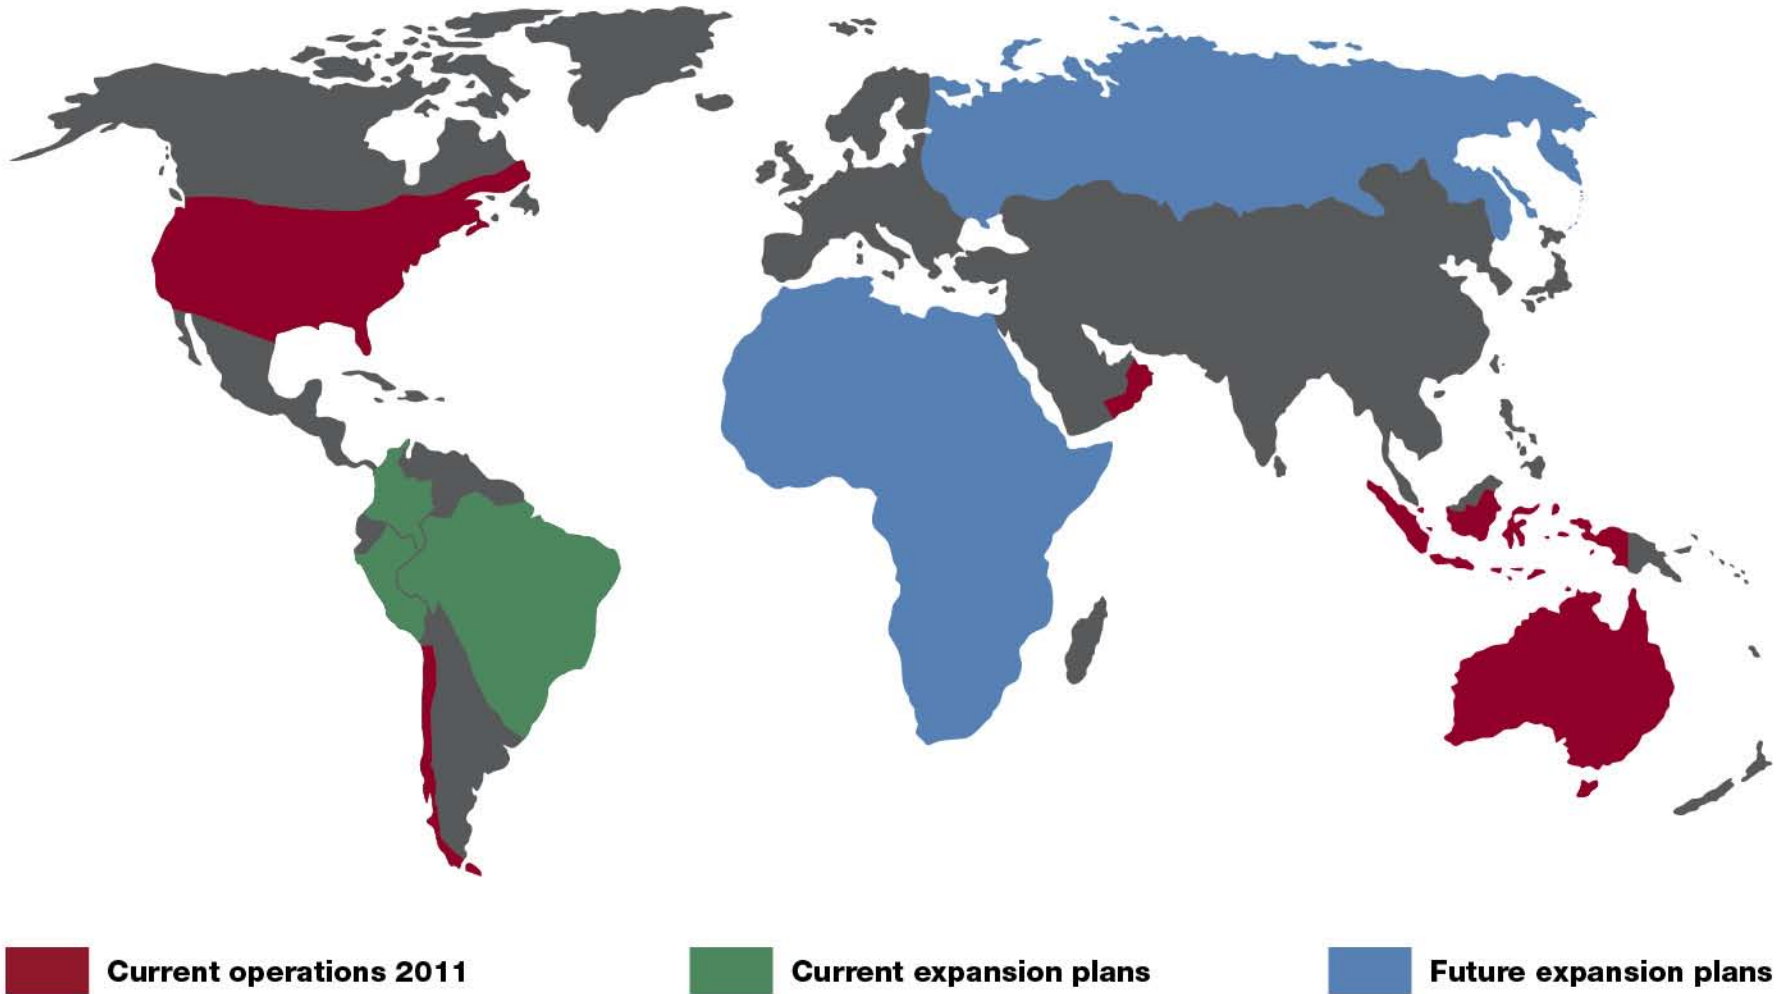 Current operations 2011
Current expansion plans
Future expansion plans